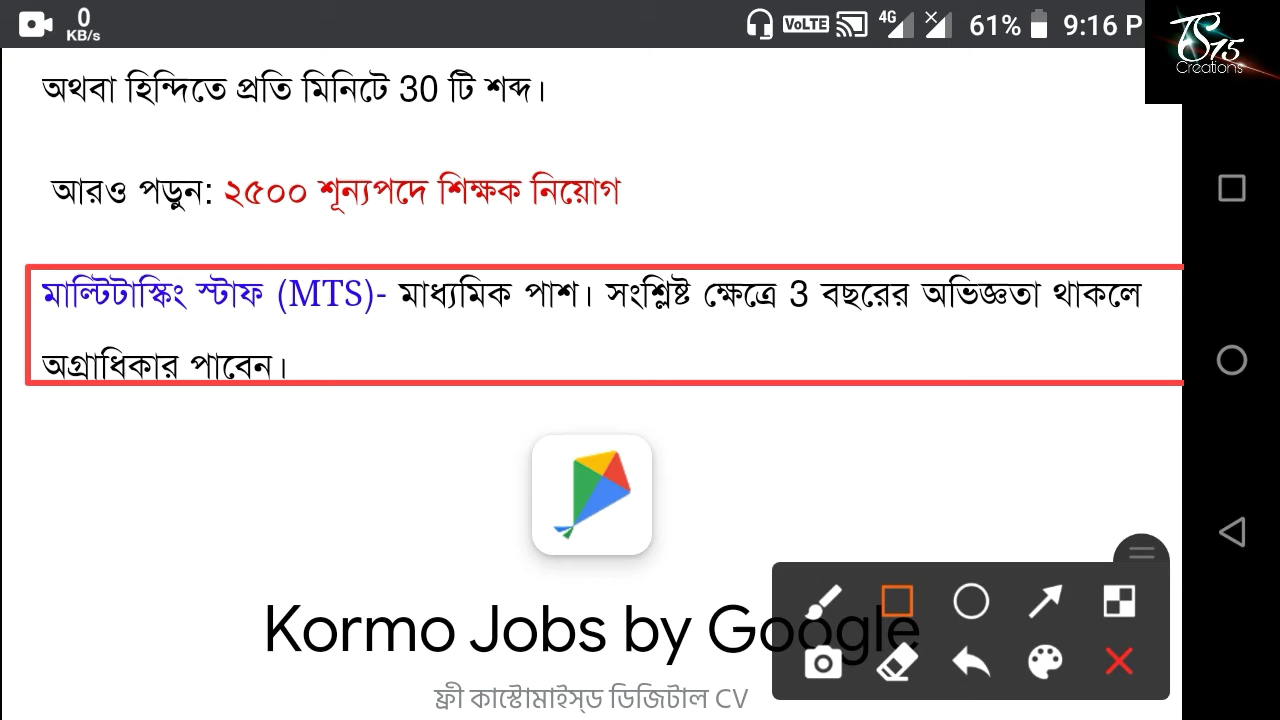 0
KB/s
VoLTE
4G
61%
9:16 P
TS15
Creations
অথবা হিন্দিতে প্রতি মিনিটে 30 টি শব্দ।
আরও পড়ুন: ২৫০০ শূন্যপদে শিক্ষক নিয়োগ
মাল্টিটাস্কিং স্টাফ (MTS)- মাধ্যমিক পাশ। সংশ্লিষ্ট ক্ষেত্রে 3 বছরের অভিজ্ঞতা থাকলে
অগ্রাধিকার পাবেন।
Kormo Jobs by Google
ফ্রী কাস্টোমাইস্‌ড ডিজিটাল CV